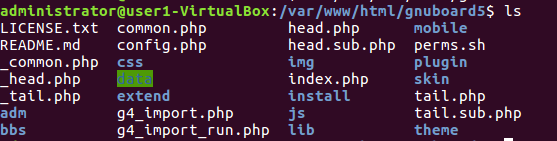 administrator@user1-VirtualBox:/var/www/html/gnuboard5$ ls
LICENSE.txt common.php head.php mobile
README.md config.php head.sub.php perms.sh
_common.php css img plugin
_head.php data index.php skin
_tail.php extend install tail.php
adm g4_import.php js tail.sub.php
bbs g4_import_run.php lib theme